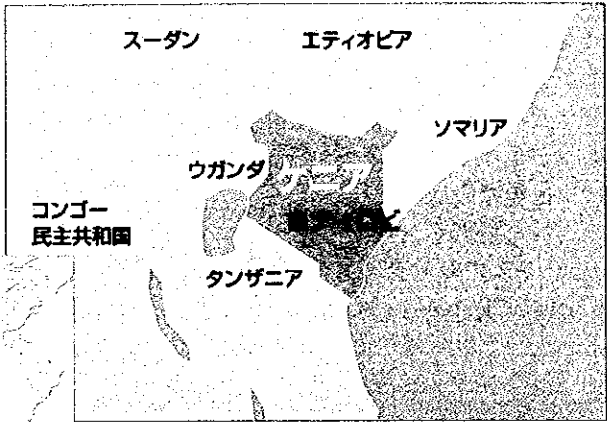 スーダン
エティオピア
ソマリア
ウガンダ
ケニア
コンゴー
民主共和国
タンザニア